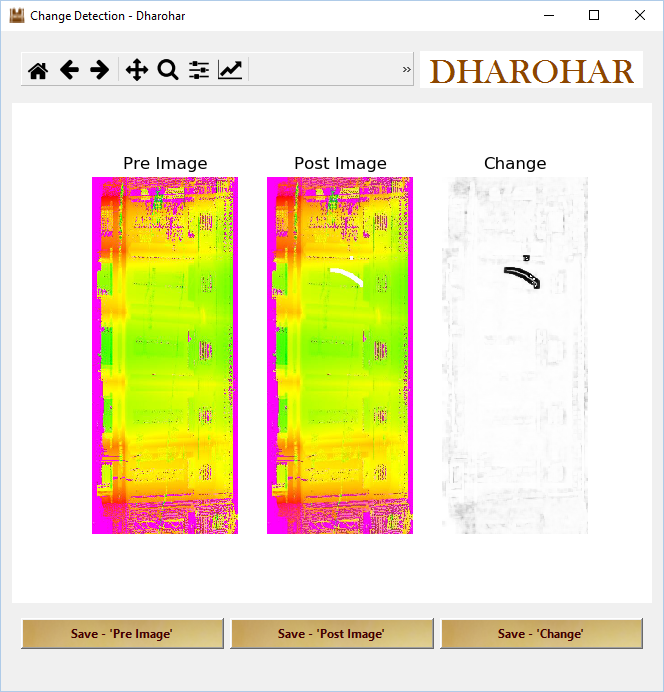 Change Detection - Dharohar
»
DHAROHAR
Pre Image
Post Image
Change
Save - 'Pre Image'
Save - 'Post Image'
Save - 'Change'